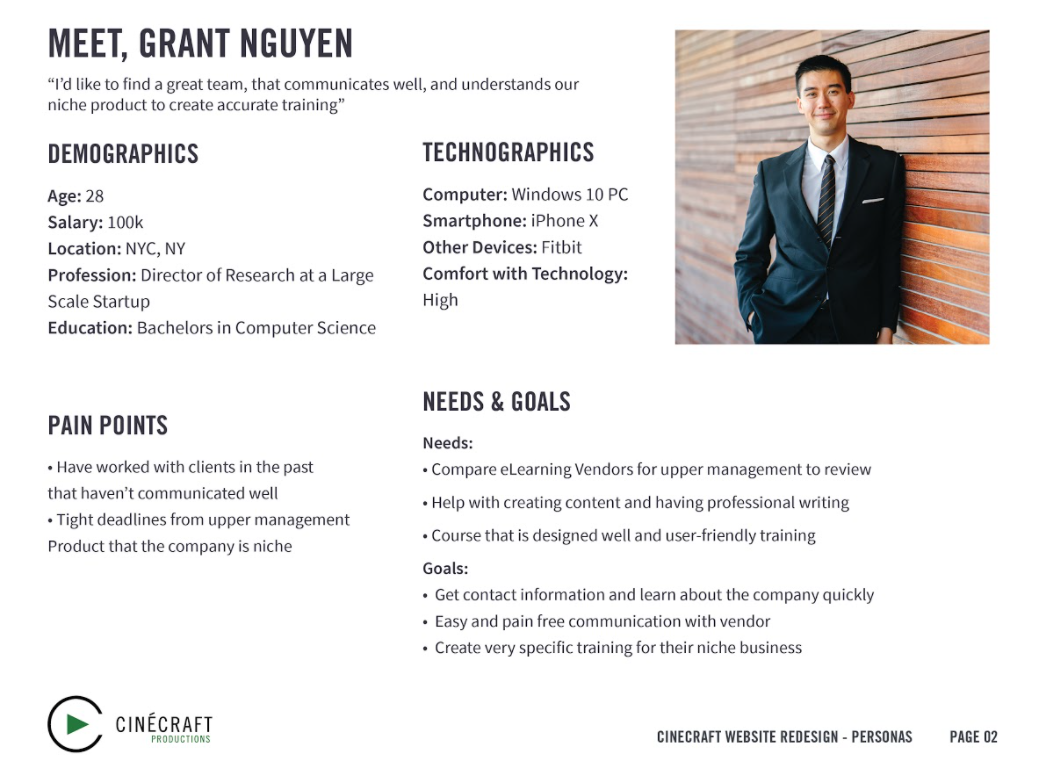 MEET, GRANT NGUYEN
“I’d like to find a great team, that communicates well, and understands our
niche product to create accurate training”
DEMOGRAPHICS
Age: 28
Salary: 100k
Location: NYC, NY
Profession: Director of Research at a Large
Scale Startup
Education: Bachelors in Computer Science
TECHNOGRAPHICS
Computer: Windows 10 PC
Smartphone: iPhone X
Other Devices: Fitbit
Comfort with Technology:
High
PAIN POINTS
• Have worked with clients in the past
that haven’t communicated well
• Tight deadlines from upper management
Product that the company is niche
NEEDS & GOALS
Needs:
• Compare eLearning Vendors for upper management to review
• Help with creating content and having professional writing
• Course that is designed well and user-friendly training
Goals:
• Get contact information and learn about the company quickly
• Easy and pain free communication with vendor
• Create very specific training for their niche business
CINÉCRAFT
PRODUCTIONS
CINECRAFT WEBSITE REDESIGN - PERSONAS PAGE 02